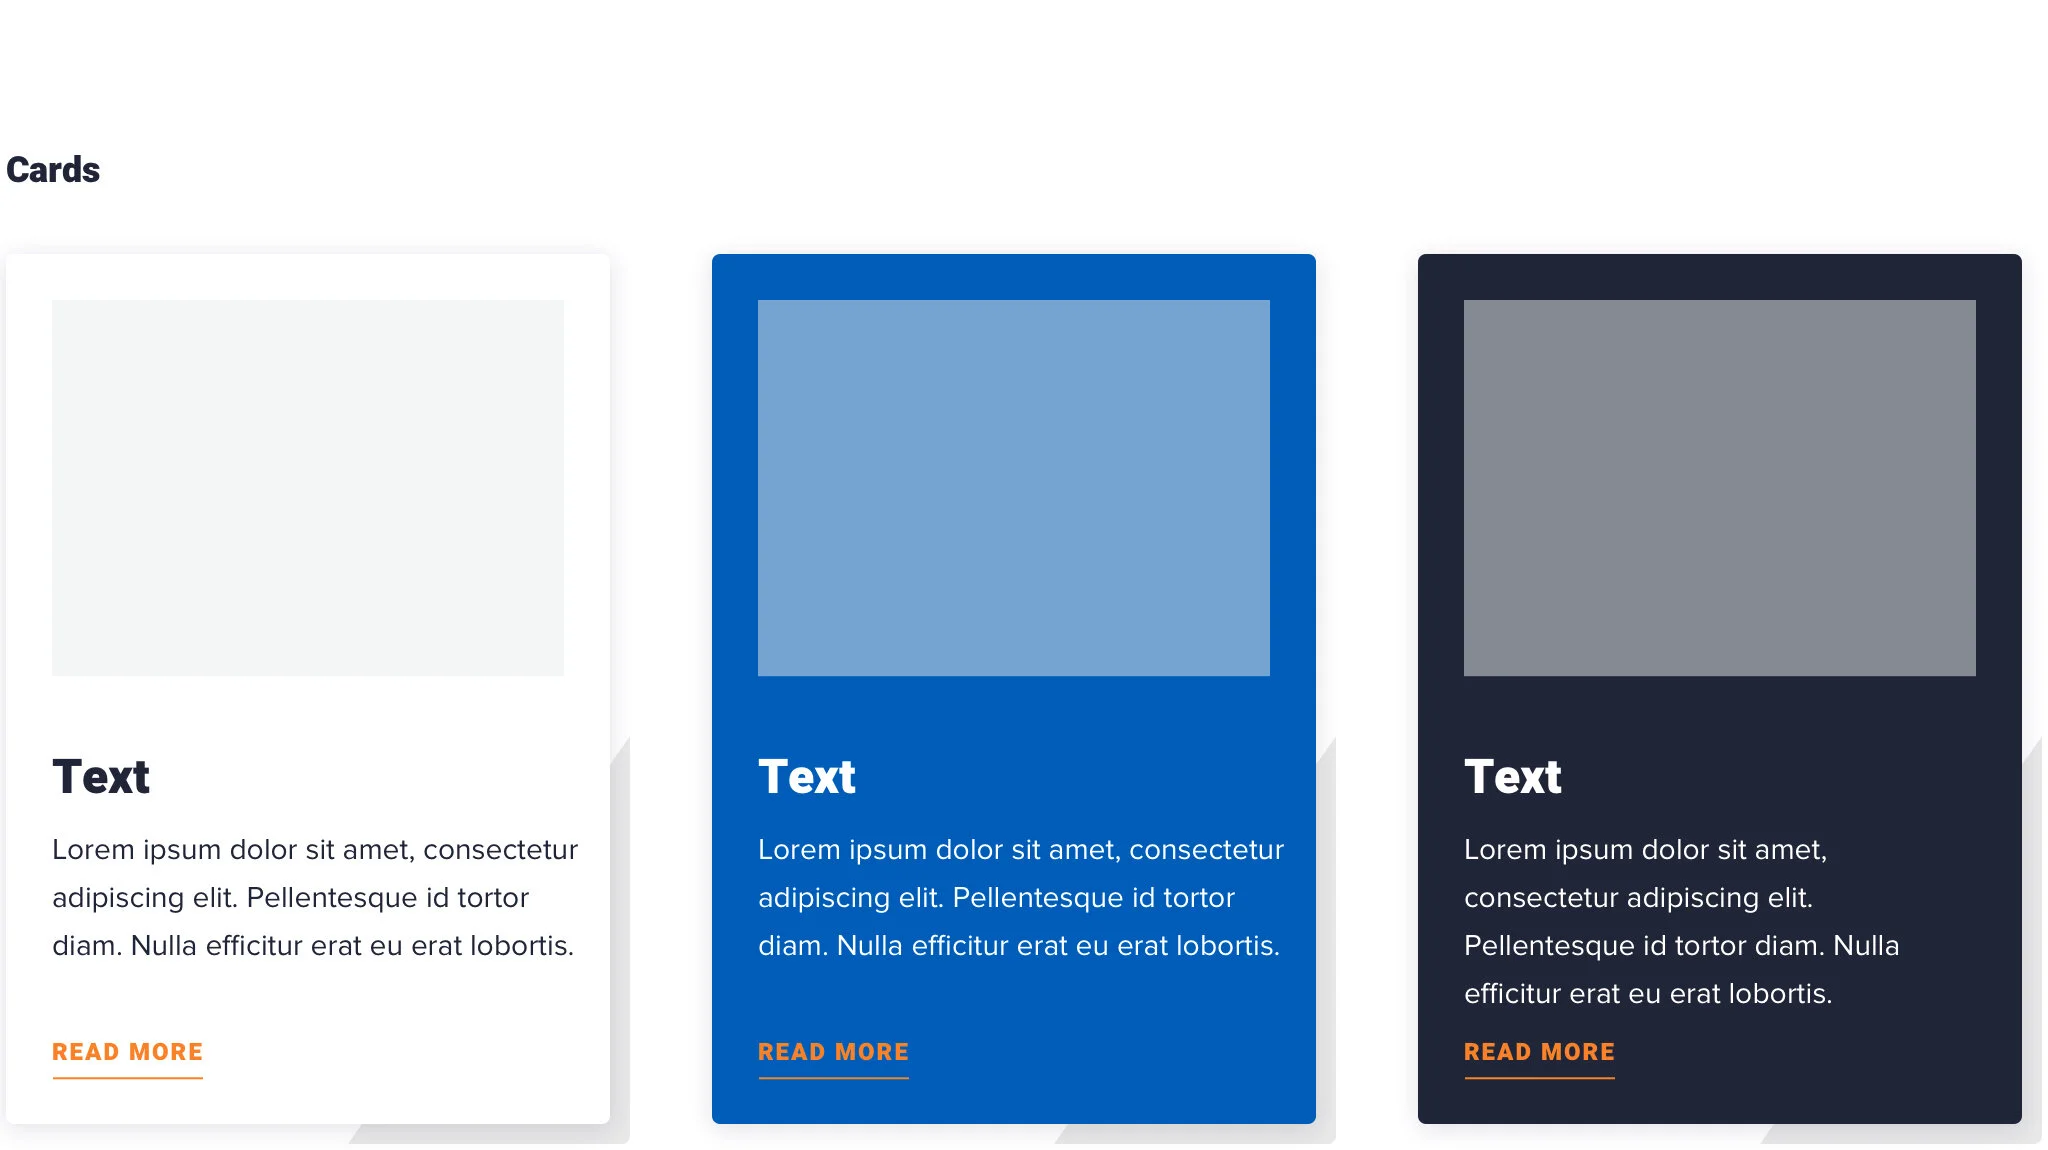 Cards
Text
Lorem ipsum dolor sit amet, consectetur
adipiscing elit. Pellentesque id tortor
diam. Nulla efficitur erat eu erat lobortis.
READ MORE
Text
Lorem ipsum dolor sit amet, consectetur
adipiscing elit. Pellentesque id tortor
diam. Nulla efficitur erat eu erat lobortis.
READ MORE
Text
Lorem ipsum dolor sit amet,
consectetur adipiscing elit.
Pellentesque id tortor diam. Nulla
efficitur erat eu erat lobortis.
READ MORE